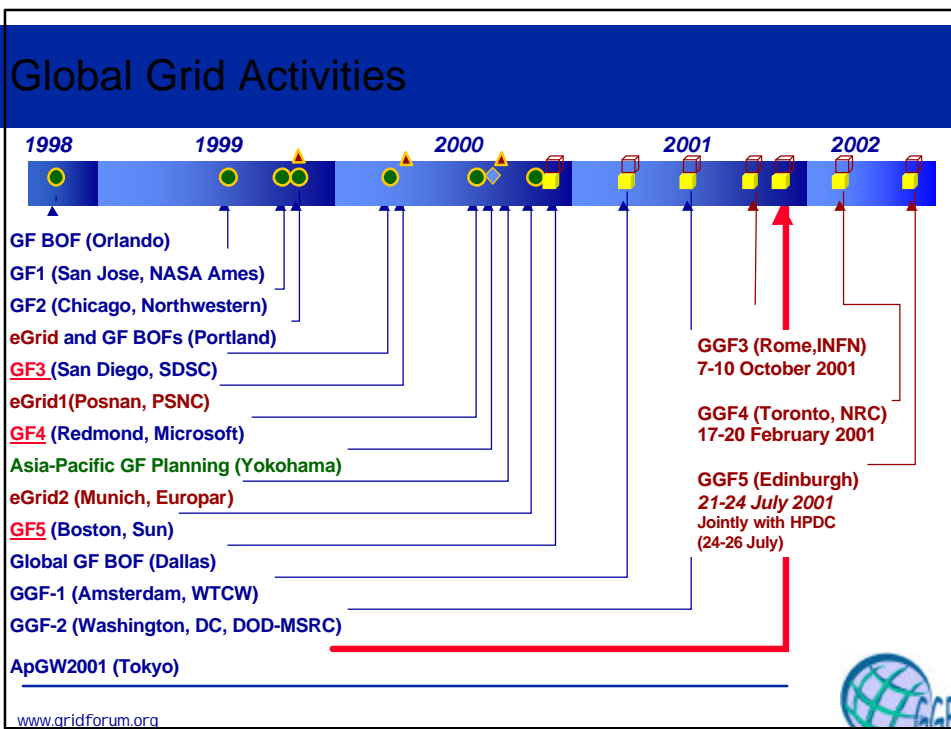 Global Grid Activities
1998 1999 2000 2001 2002
GF BOF (Orlando)
GF1 (San Jose, NASA Ames)
GF2 (Chicago, Northwestern)
eGrid and GF BOFs (Portland)
GF3 (San Diego, SDSC)
eGrid1(Posnan, PSNC)
GF4 (Redmond, Microsoft)
Asia-Pacific GF Planning (Yokohama)
eGrid2 (Munich, Europar)
GF5 (Boston, Sun)
Global GF BOF (Dallas)
GGF-1 (Amsterdam, WTCW)
GGF-2 (Washington, DC, DOD-MSRC)
ApGW2001 (Tokyo)
GGF3 (Rome,INFN)
7-10 October 2001
GGF4 (Toronto, NRC)
17-20 February 2001
GGF5 (Edinburgh)
21-24 July 2001
Jointly with HPDC
(24-26 July)
www.gridforum.org